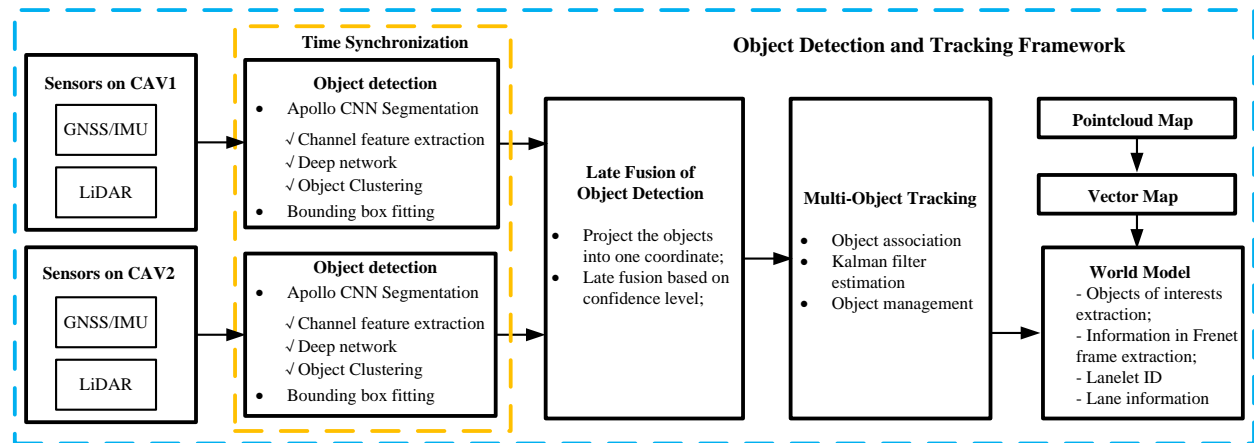 Time Synchronization
Object Detection and Tracking Framework
Sensors on CAV1
GNSS/IMU
LiDAR
Object detection
• Apollo CNN Segmentation
√ Channel feature extraction
√ Deep network
√ Object Clustering
• Bounding box fitting
Sensors on CAV2
GNSS/IMU
LiDAR
Object detection
• Apollo CNN Segmentation
√ Channel feature extraction
√ Deep network
√ Object Clustering
• Bounding box fitting
Late Fusion of
Object Detection
• Project the objects
into one coordinate;
• Late fusion based on
confidence level;
Multi-Object Tracking
• Object association
• Kalman filter
estimation
• Object management
Pointcloud Map
Vector Map
World Model
- Objects of interests
extraction;
- Information in Frenet
frame extraction;
- Lanelet ID
- Lane information